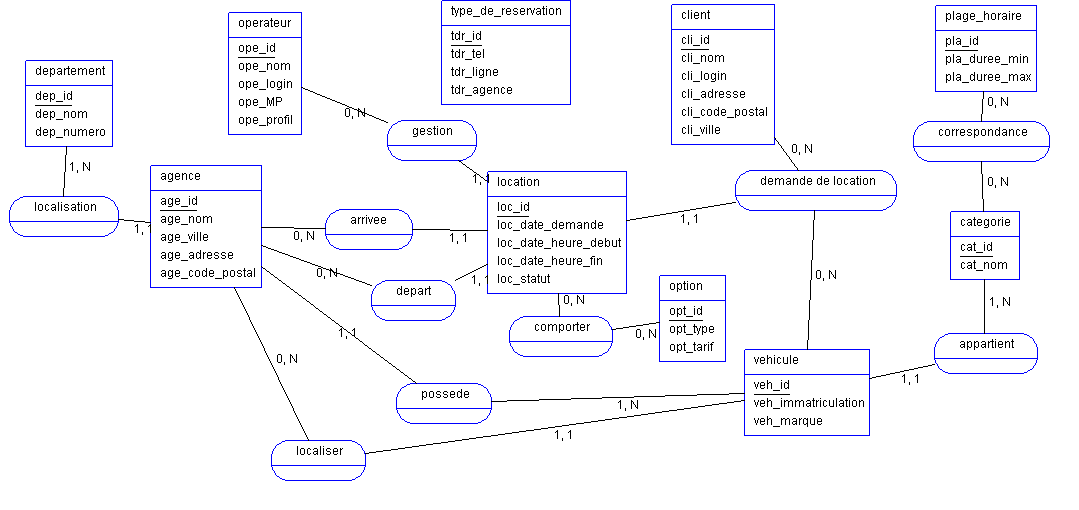 departement
dep_id
dep_nom
dep_numero
operateur
ope_id
ope_nom
ope_login
ope_MP
ope_profil
type_de_reservation
tdr_id
tdr_tel
tdr_ligne
tdr_agence
client
cli_id
cli_nom
cli_login
cli_adresse
cli_code_postal
cli_ville
plage_horaire
pla_id
pla_duree_min
pla_duree_max
0, N
gestion
1,
0, N
correspondance
0, N
1, N
localisation
1,
agence
age_id
age_nom
age_ville
age_adresse
age_code_postal
0, N
arrivee
1, 1
0, N
depart
1,
location
loc_id
loc_date_demande
loc_date_heure_debut
loc_date_heure_fin
loc_statut
1, 1
0, N
demande de location
0, N
categorie
cat_id
cat_nom
1, N
appartient
1, 1
0, N
comporter
0, N
option
opt_id
opt_type
opt_tarif
vehicule
veh_id
veh_immatriculation
veh_marque
1, 1
possede
1, N
0, N
localiser
1, 1